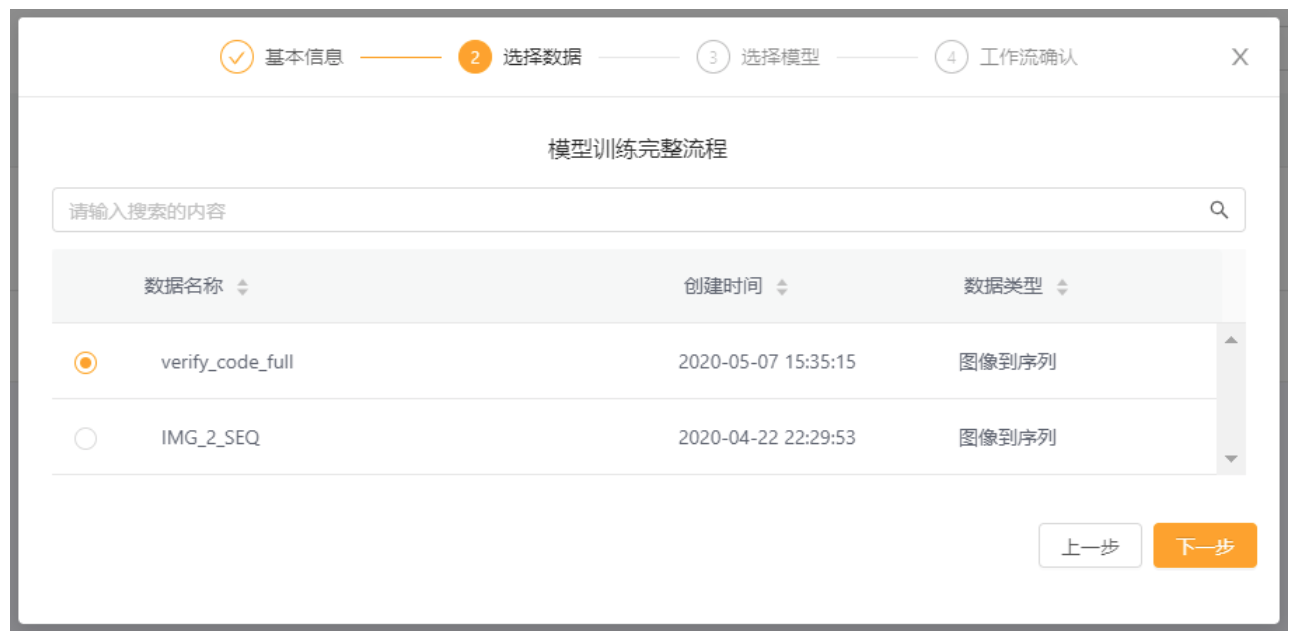 基本信息 2 选择数据 3 选择模型 4 工作流确认 X
模型训练完整流程
请输入搜索的内容
数据名称 创建时间 数据类型
verify_code_full 2020-05-07 15:35:15 图像到序列
IMG_2_SEQ 2020-04-22 22:29:53 图像到序列
上一步 下一步